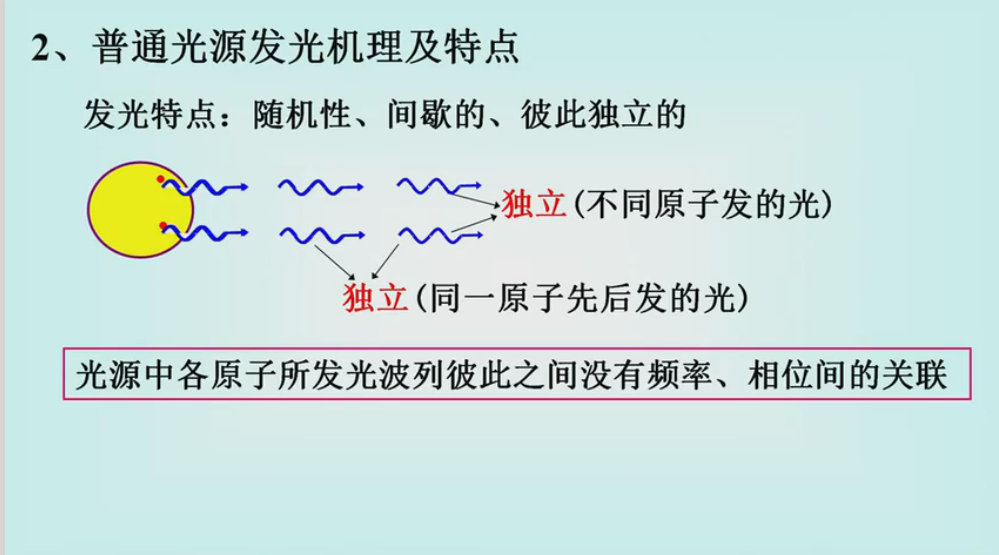 2、普通光源发光机理及特点
发光特点：随机性、间歇的、彼此独立的
独立(不同原子发的光)
独立(同一原子先后发的光)
光源中各原子所发光波列彼此之间没有频率、相位间的关联